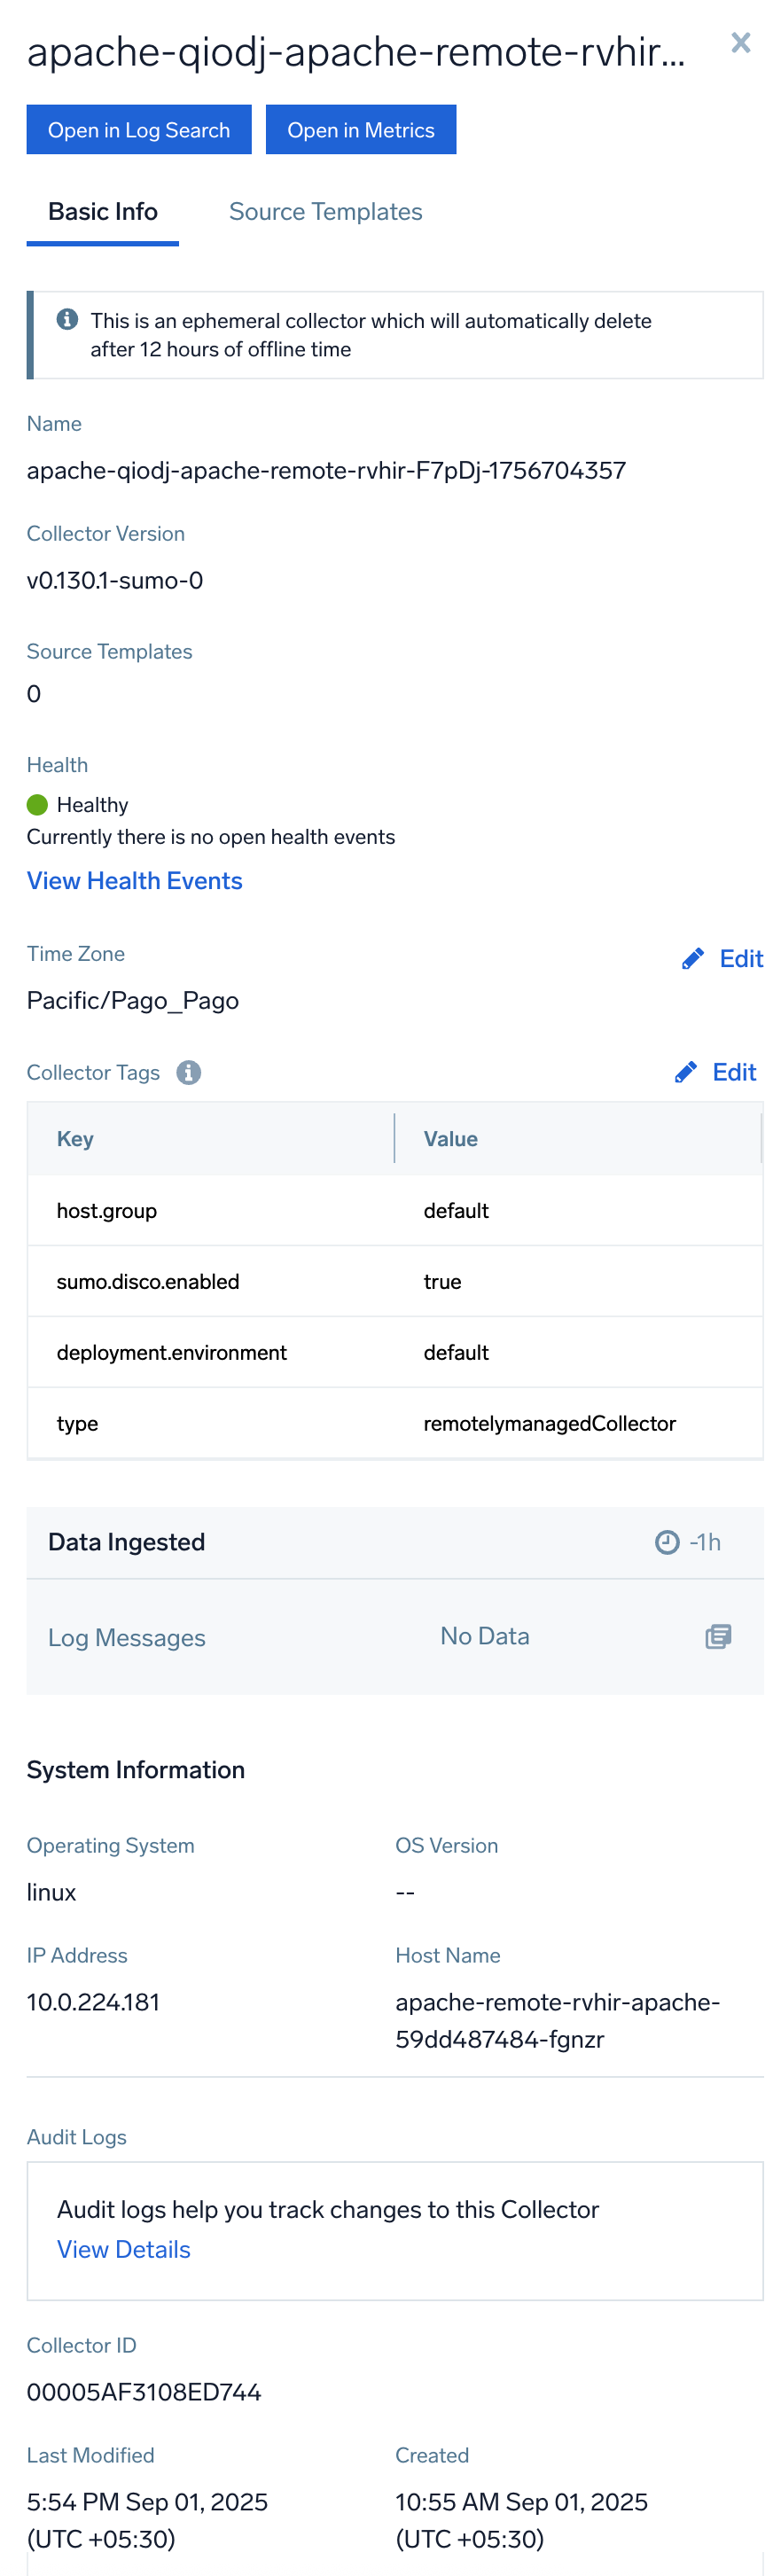 apache-qiodj-apache-remote-rvhir...
Open in Log Search
Open in Metrics
Basic Info
Source Templates
This is an ephemeral collector which will automatically delete
after 12 hours of offline time
Name
apache-qiodj-apache-remote-rvhir-F7pDj-1756704357
Collector Version
v0.130.1-sumo-0
Source Templates
0
Health
Healthy
Currently there is no open health events
View Health Events
Time Zone
Edit
Pacific/Pago_Pago
Collector Tags
Edit
Key Value
host.group default
sumo.disco.enabled true
deployment.environment default
type remotelymanagedCollector
Data Ingested
-1h
Log Messages No Data
System Information
Operating System
linux
OS Version
--
IP Address
10.0.224.181
Host Name
apache-remote-rvhir-apache-
59dd487484-fgnzr
Audit Logs
Audit logs help you track changes to this Collector
View Details
Collector ID
00005AF3108ED744
Last Modified
5:54 PM Sep 01, 2025
(UTC +05:30)
Created
10:55 AM Sep 01, 2025
(UTC +05:30)